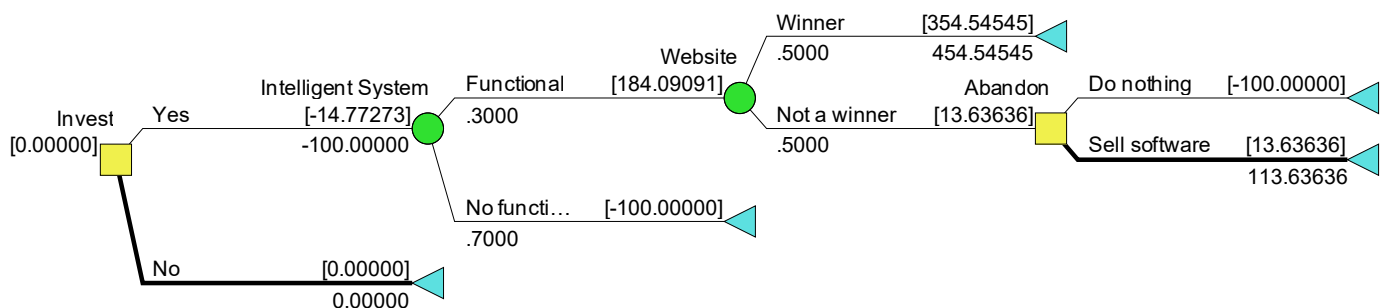 Winner [354.54545]
.5000 454.54545
Website
Intelligent System Functional [184.09091] Abandon Do nothing [-100.00000]
Invest Yes [-14.77273] .3000 Not a winner [13.63636]
[0.00000] -100.00000 .5000 Sell software [13.63636]
113.63636
No functi... [-100.00000]
.7000
No [0.00000]
0.00000